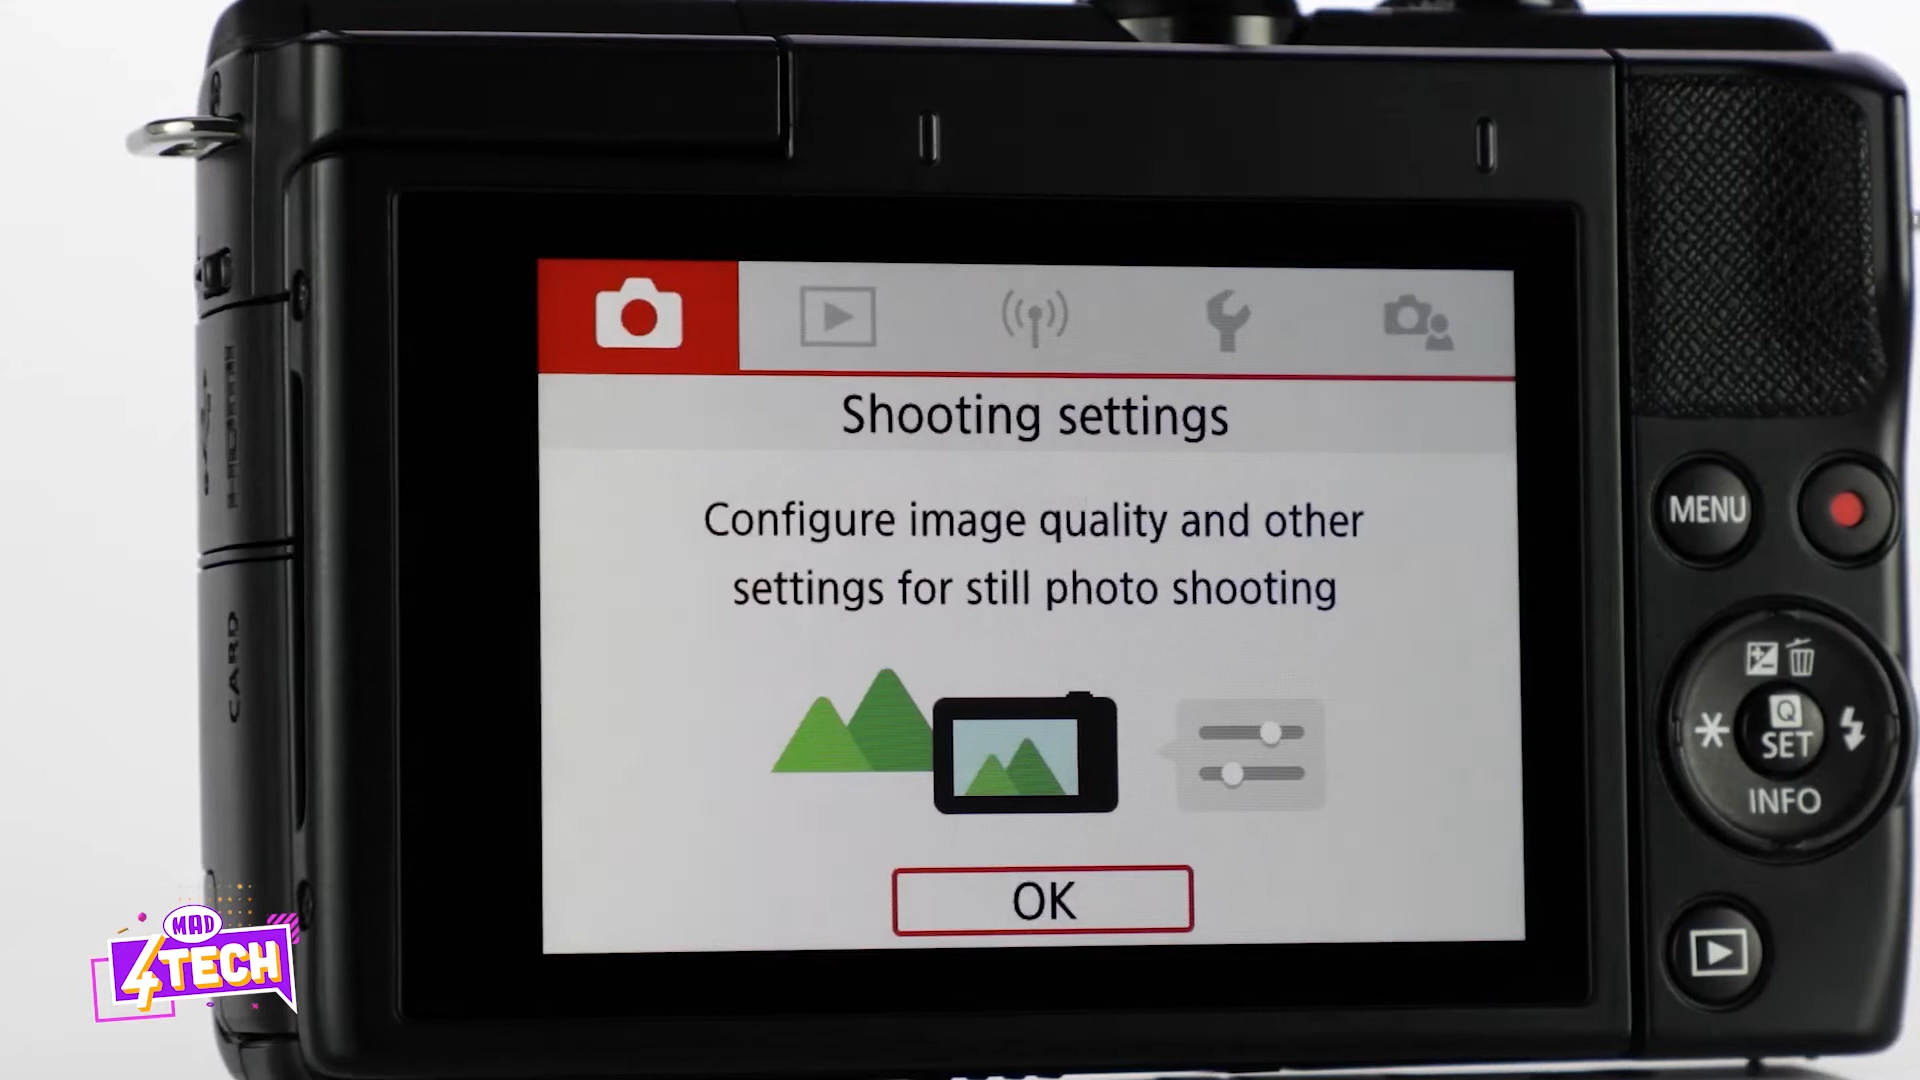 Shooting settings
Configure image quality and other
settings for still photo shooting
OK
MENU
Q
SET
INFO
HDMI
CARD
MAD
4TECH